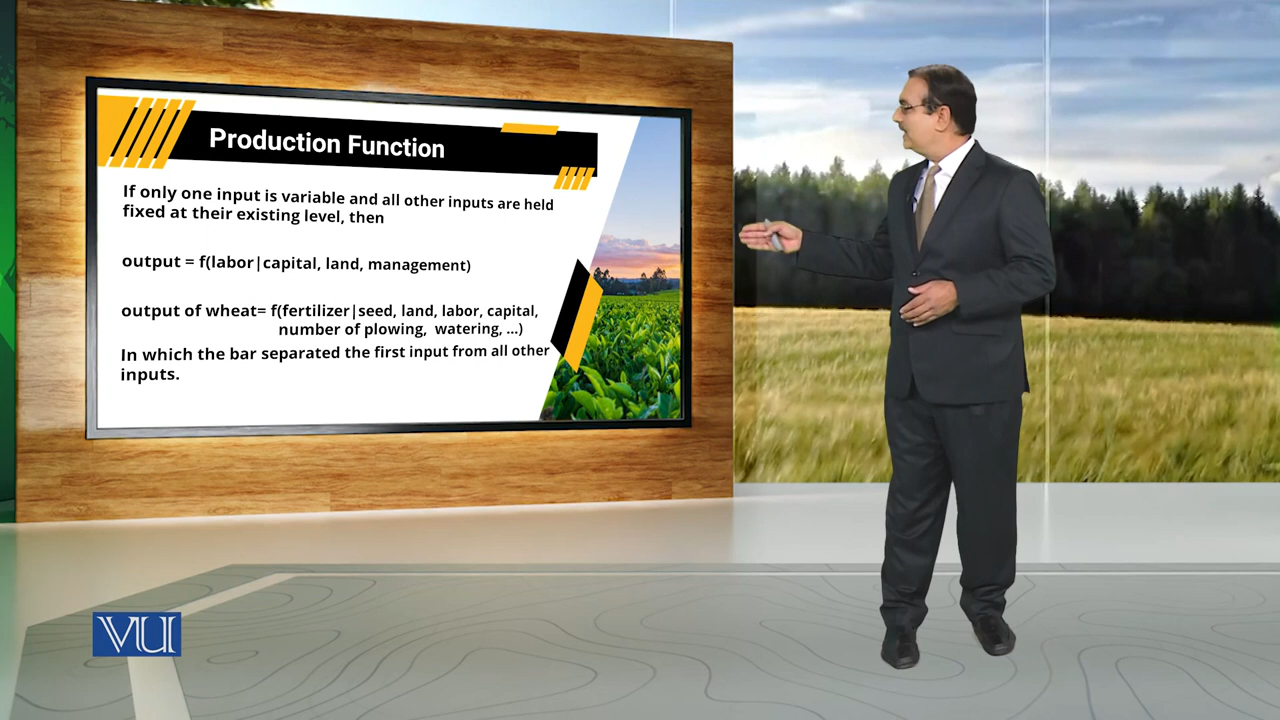 Production Function
If only one input is variable and all other inputs are held
fixed at their existing level, then
output = f(labor|capital, land, management)
output of wheat= f(fertilizer|seed, land, labor, capital,
number of plowing, watering, ...)
In which the bar separated the first input from all other
inputs.
VU